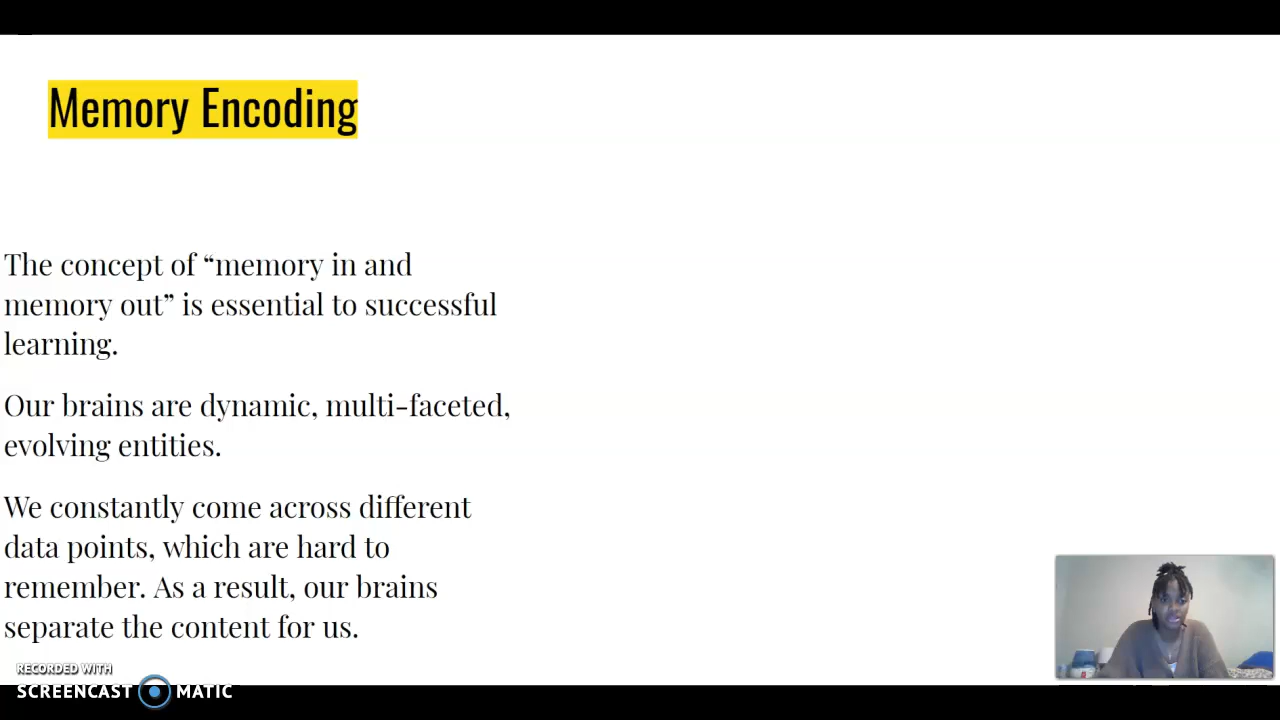 Memory Encoding
The concept of “memory in and
memory out” is essential to successful
learning.
Our brains are dynamic, multi-faceted,
evolving entities.
We constantly come across different
data points, which are hard to
remember. As a result, our brains
separate the content for us.
RECORDED WITH
SCREENCAST MATIC